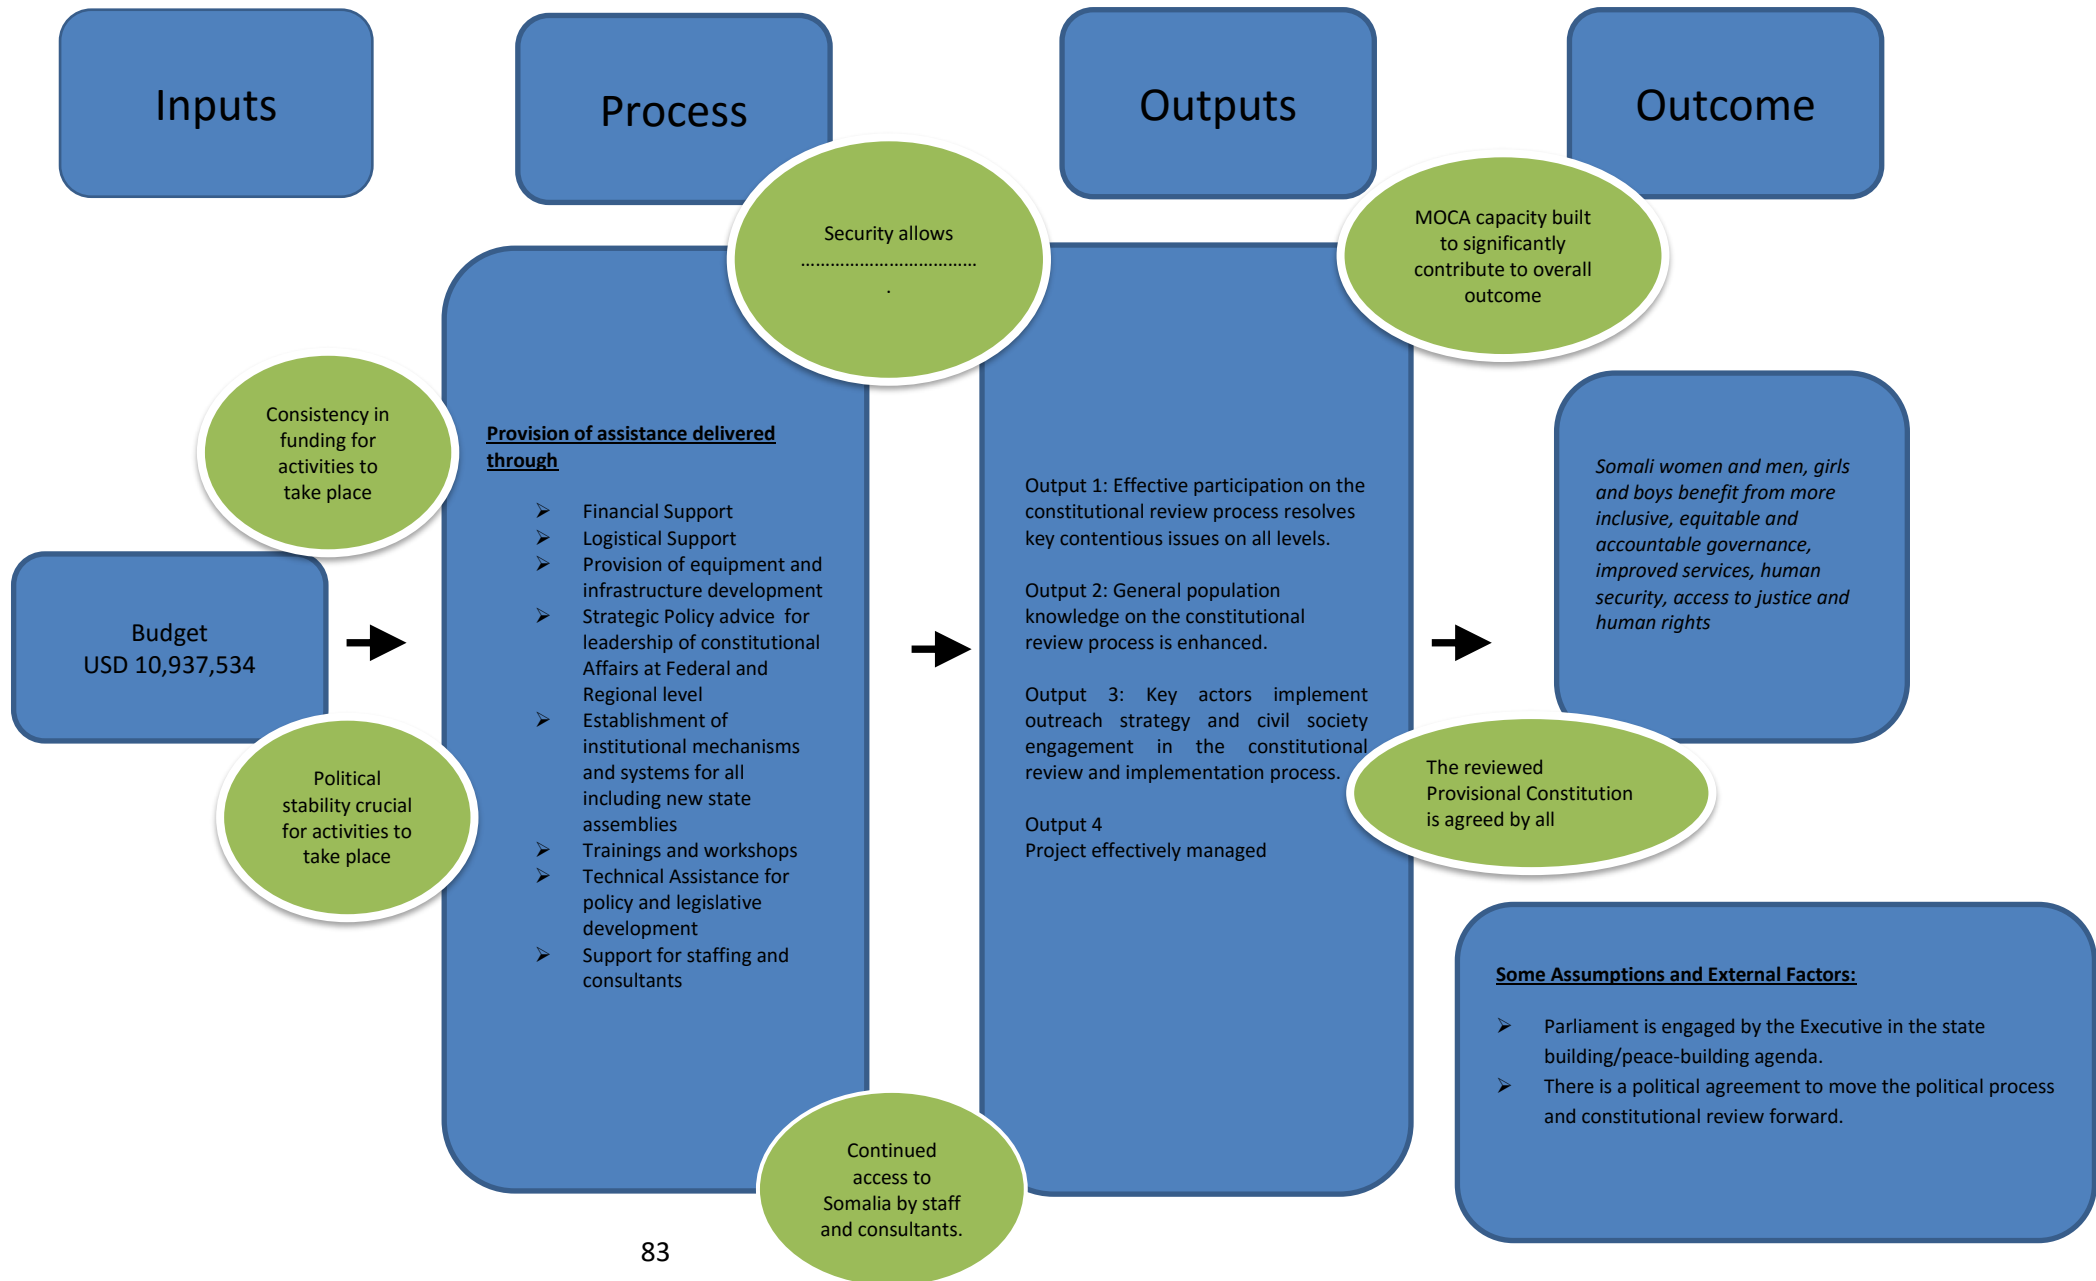 Inputs
Process
Outputs
Outcome
Security allows
....................................
.
MOCA capacity built
to significantly
contribute to overall
outcome
Consistency in
funding for
activities to
take place
Budget
USD 10,937,534
Political
stability crucial
for activities to
take place
Provision of assistance delivered
through
➢ Financial Support
➢ Logistical Support
➢ Provision of equipment and
infrastructure development
➢ Strategic Policy advice  for
leadership of constitutional
Affairs at Federal and
Regional level
➢ Establishment of
institutional mechanisms
and systems for all
including new state
assemblies
➢ Trainings and workshops
➢ Technical Assistance for
policy and legislative
development
➢ Support for staffing and
consultants
Continued
access to
Somalia by staff
and consultants.
Output 1: Effective participation on the
constitutional review process resolves
key contentious issues on all levels.
Output 2: General population
knowledge on the constitutional
review process is enhanced.
Output 3: Key actors implement
outreach strategy and civil society
engagement in the constitutional
review and implementation process.
Output 4
Project effectively managed
Somali women and men, girls
and boys benefit from more
inclusive, equitable and
accountable governance,
improved services, human
security, access to justice and
human rights
The reviewed
Provisional Constitution
is agreed by all
Some Assumptions and External Factors:
➢ Parliament is engaged by the Executive in the state
building/peace-building agenda.
➢ There is a political agreement to move the political process
and constitutional review forward.
83